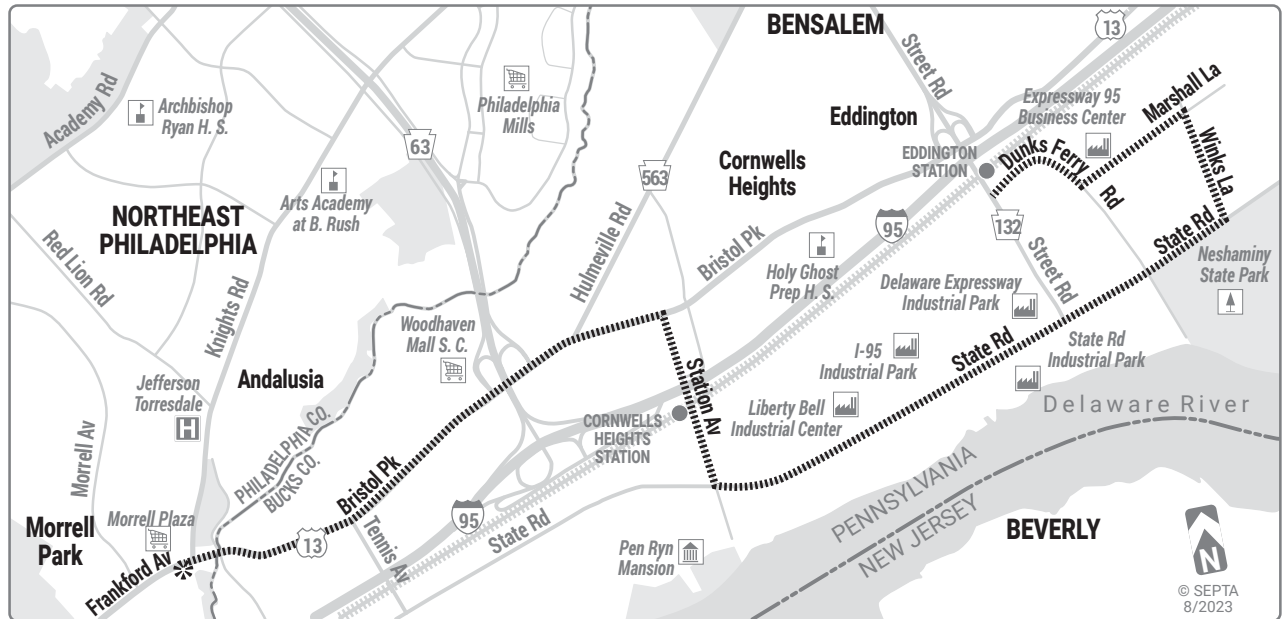 BENSALEM
13
Academy Rd
Archbishop
Ryan H. S.
63
Philadelphia
Mills
Street Rd
Eddington
Expressway 95
Business Center
Marshall La
EDDINGTON
STATION
Dunks Ferry
Rd
Winks La
Arts Academy
at B. Rush
563
Cornwells
Heights
NORTHEAST
PHILADELPHIA
Red Lion Rd
Knights Rd
Hulmeville Rd
Bristol Pk
95
132
Street Rd
State Rd
Neshaminy
State Park
Holy Ghost
Prep H. S.
Delaware Expressway
Industrial Park
Woodhaven
Mall S. C.
I-95
Industrial Park
State Rd
State Rd
Industrial Park
Jefferson
Torresdale
H
Andalusia
Station Av
Liberty Bell
Industrial Center
Delaware River
CORNWELLS
HEIGHTS
STATION
Morrell Av
PHILADELPHIA CO.
BUCKS CO.
Bristol Pk
PENNSYLVANIA
NEW JERSEY
BEVERLY
Morrell
Park
Morrell Plaza
13
95
Tennis Av
State Rd
Pen Ryn
Mansion
Frankford Av
N
© SEPTA
8/2023